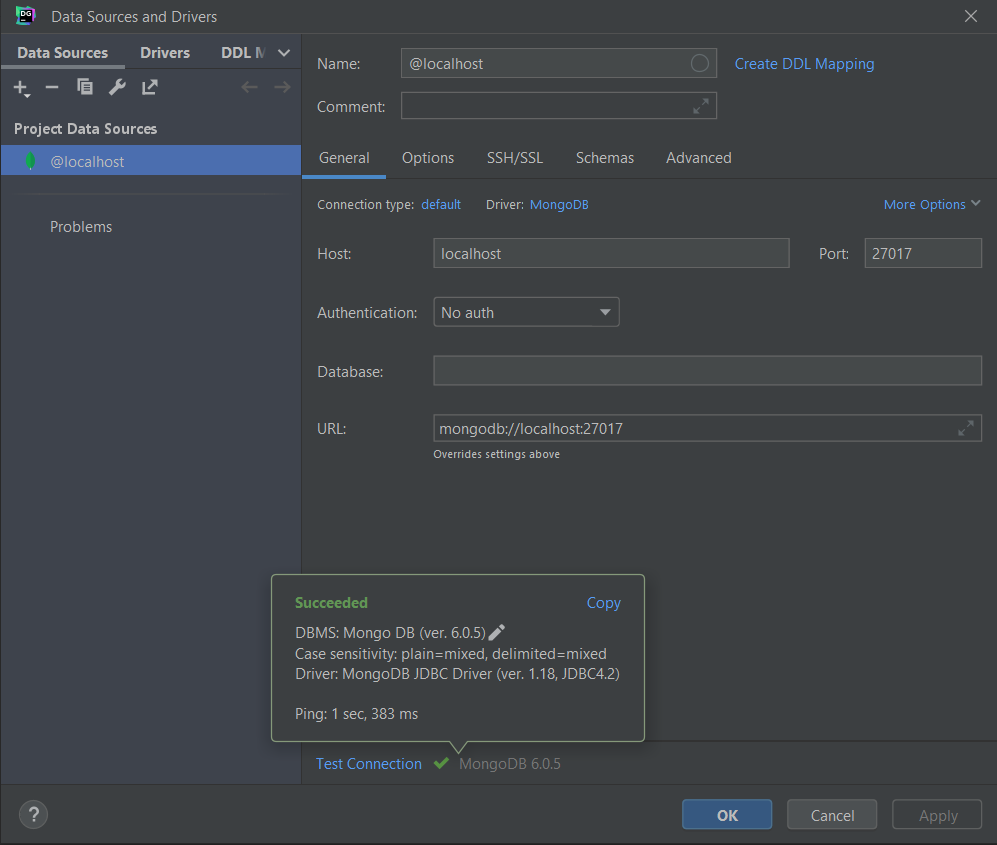 DG
Data Sources and Drivers
Data Sources Drivers DDL M
Name: @localhost Create DDL Mapping
Comment:
Project Data Sources
@localhost
Problems
General Options SSH/SSL Schemas Advanced
Connection type: default Driver: MongoDB More Options
Host: localhost Port: 27017
Authentication: No auth
Database:
URL: mongodb://localhost:27017
Overrides settings above
Succeeded Copy
DBMS: Mongo DB (ver. 6.0.5)
Case sensitivity: plain=mixed, delimited=mixed
Driver: MongoDB JDBC Driver (ver. 1.18, JDBC4.2)
Ping: 1 sec, 383 ms
Test Connection MongoDB 6.0.5
? OK Cancel Apply